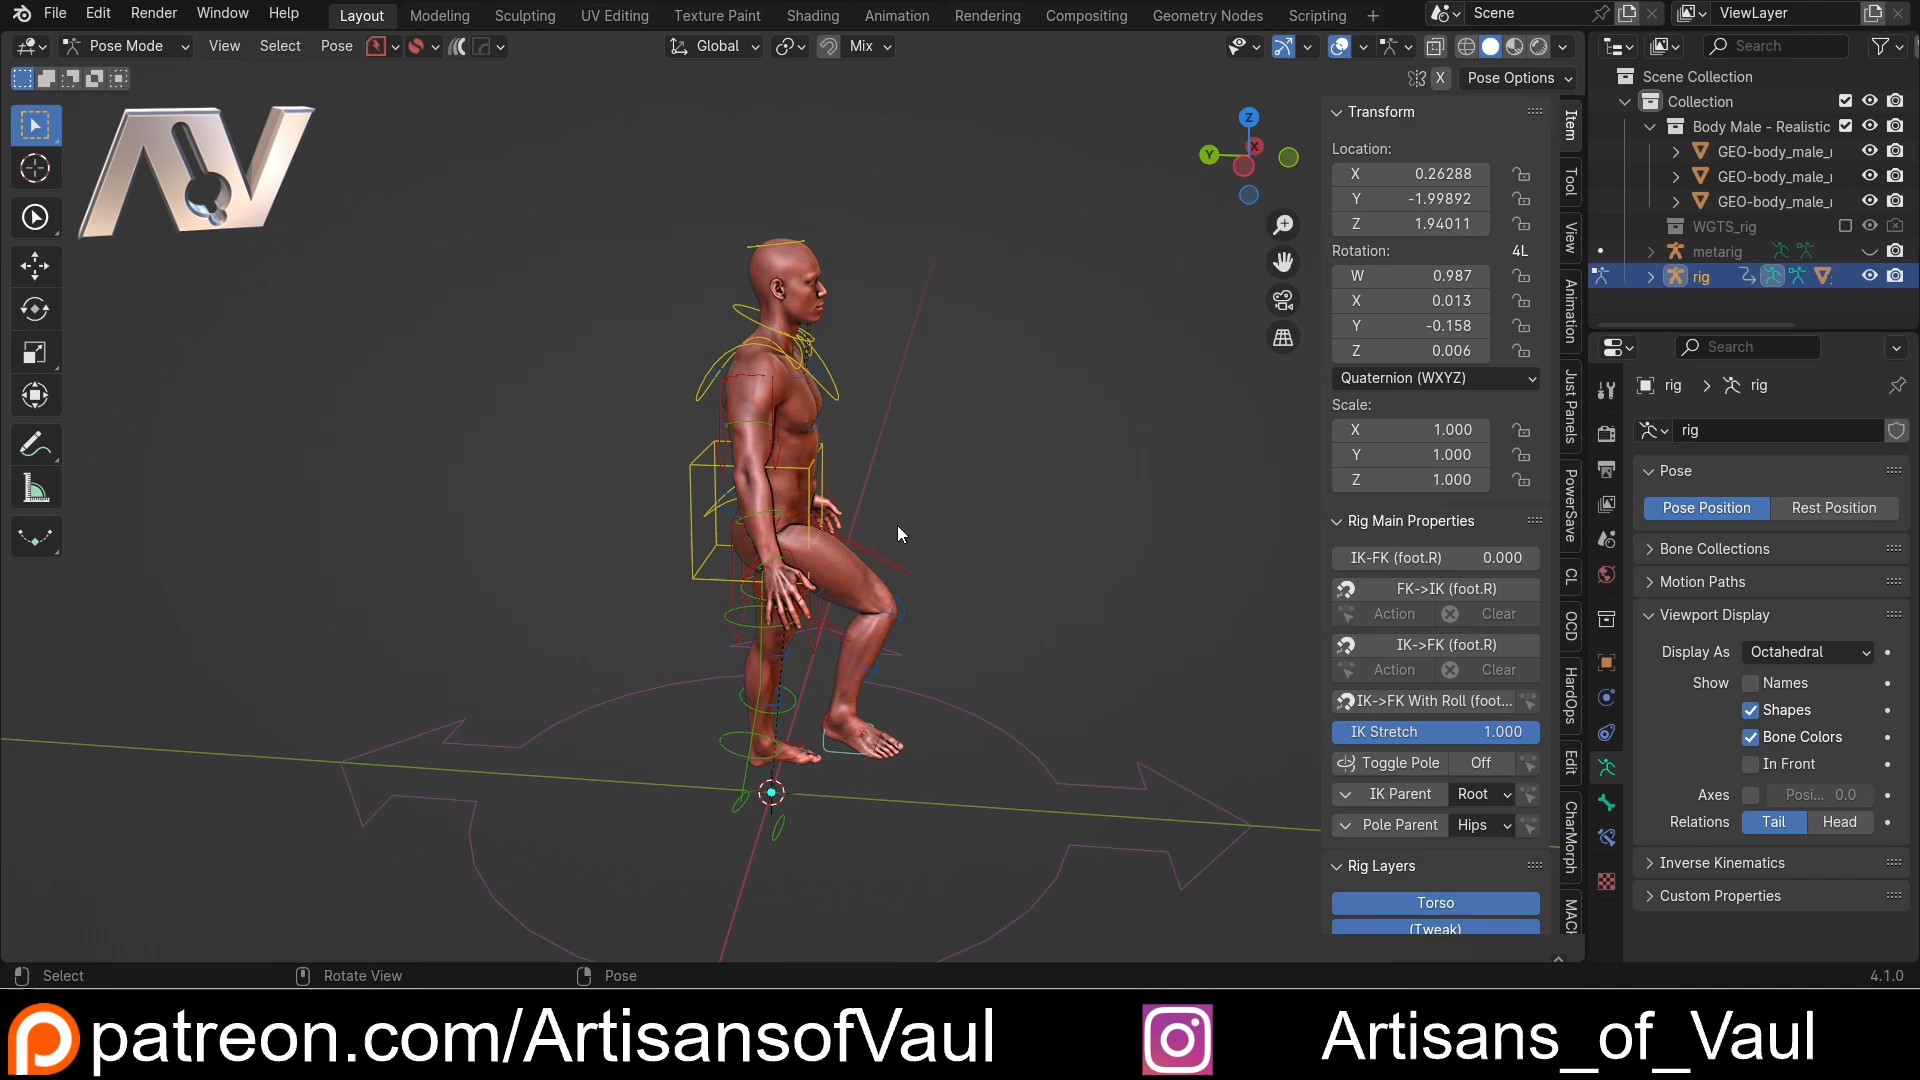 File Edit Render Window Help Layout Modeling Sculpting UV Editing Texture Paint Shading Animation Rendering Compositing Geometry Nodes Scripting + Scene ViewLayer
Pose Mode View Select Pose Global Mix Search
X Pose Options
AV
Z
Y
X
Transform
Location:
X 0.26288
Y -1.99892
Z 1.94011
Rotation: 4L
W 0.987
X 0.013
Y -0.158
Z 0.006
Quaternion (WXYZ)
Scale:
X 1.000
Y 1.000
Z 1.000
Rig Main Properties
IK-FK (foot.R) 0.000
FK->IK (foot.R)
Action Clear
IK->FK (foot.R)
Action Clear
IK->FK With Roll (foot...
IK Stretch 1.000
Toggle Pole Off
IK Parent Root
Pole Parent Hips
Rig Layers
Torso
(Tweak)
Item
Tool
View
Animation
Just Panels
PowerSave
CL
OCD
HardOps
Edit
CharMorph
Scene Collection
Collection
Body Male - Realistic
GEO-body_male_
GEO-body_male_
GEO-body_male_
WGTS_rig
metarig
rig
Search
rig > rig
rig
Pose
Pose Position Rest Position
Bone Collections
Motion Paths
Viewport Display
Display As Octahedral
Show Names
Shapes
Bone Colors
In Front
Axes Posi... 0.0
Relations Tail Head
Inverse Kinematics
Custom Properties
Select Rotate View Pose 4.1.0
patreon.com/ArtisansofVaul Artisans_of_Vaul